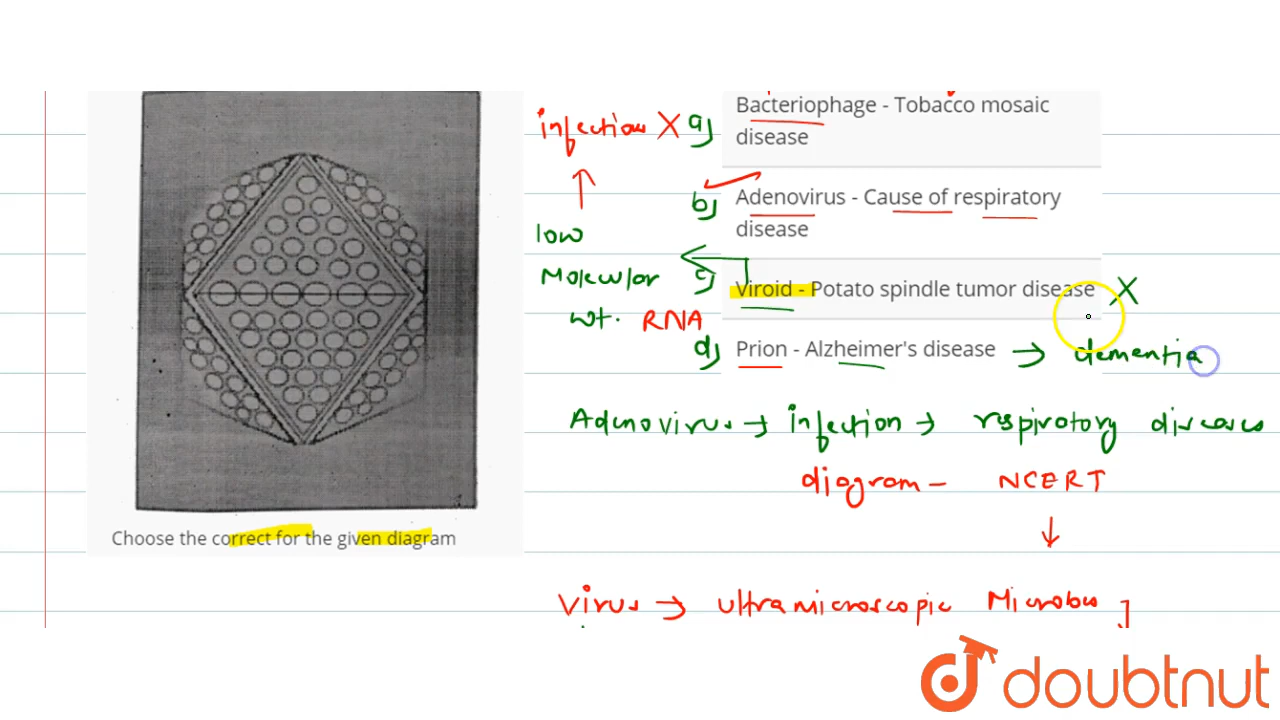 Bacteriophage - Tobacco mosaic
infection X a)
disease
b) Adenovirus - Cause of respiratory
disease
low
Molecular c) Viroid - Potato spindle tumor disease X
wt. RNA
d) Prion - Alzheimer's disease → dementia
Adenovirus → infection → respiratory diseases
diagram - NCERT
Choose the correct for the given diagram
Virus → ultramicroscopic Microbes ]
doubtnut